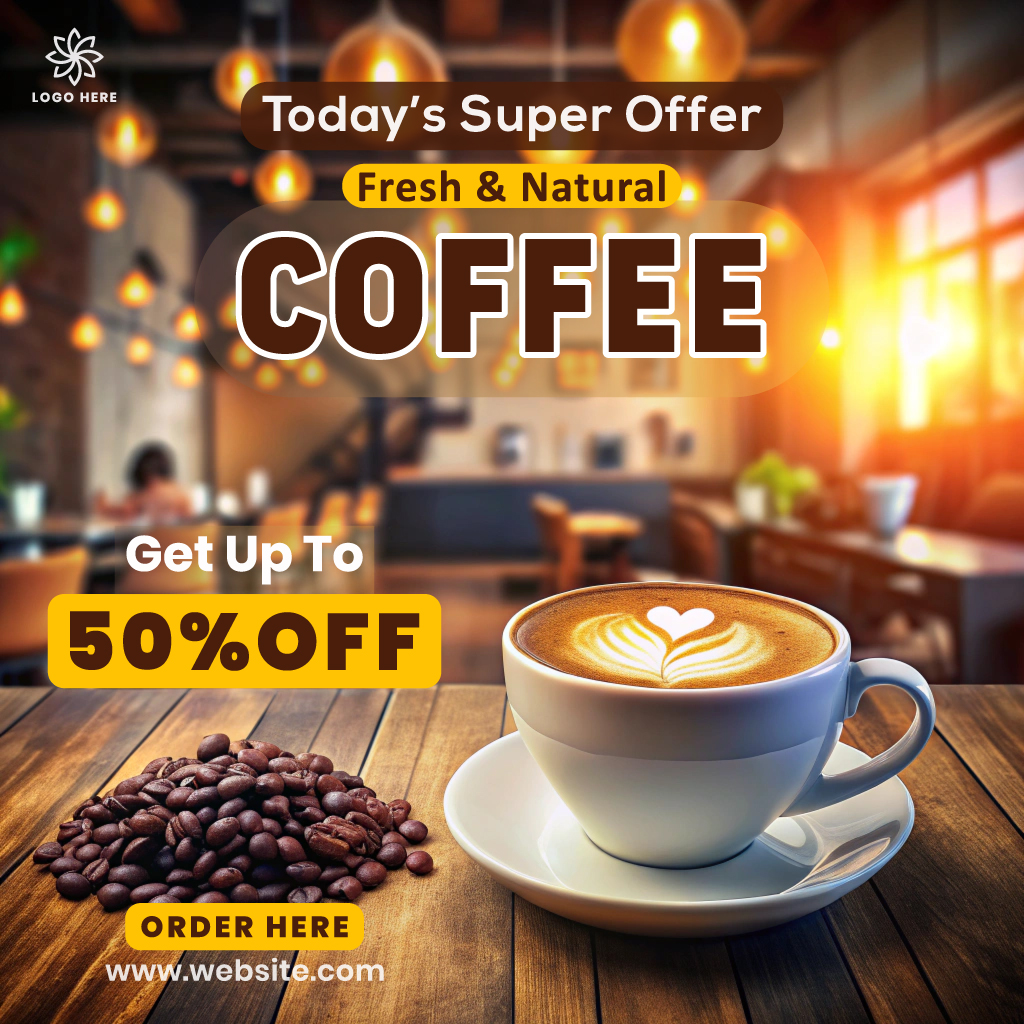 LOGO HERE
Today's Super Offer
Fresh & Natural
COFFEE
Get Up To
50%OFF
ORDER HERE
www.website.com